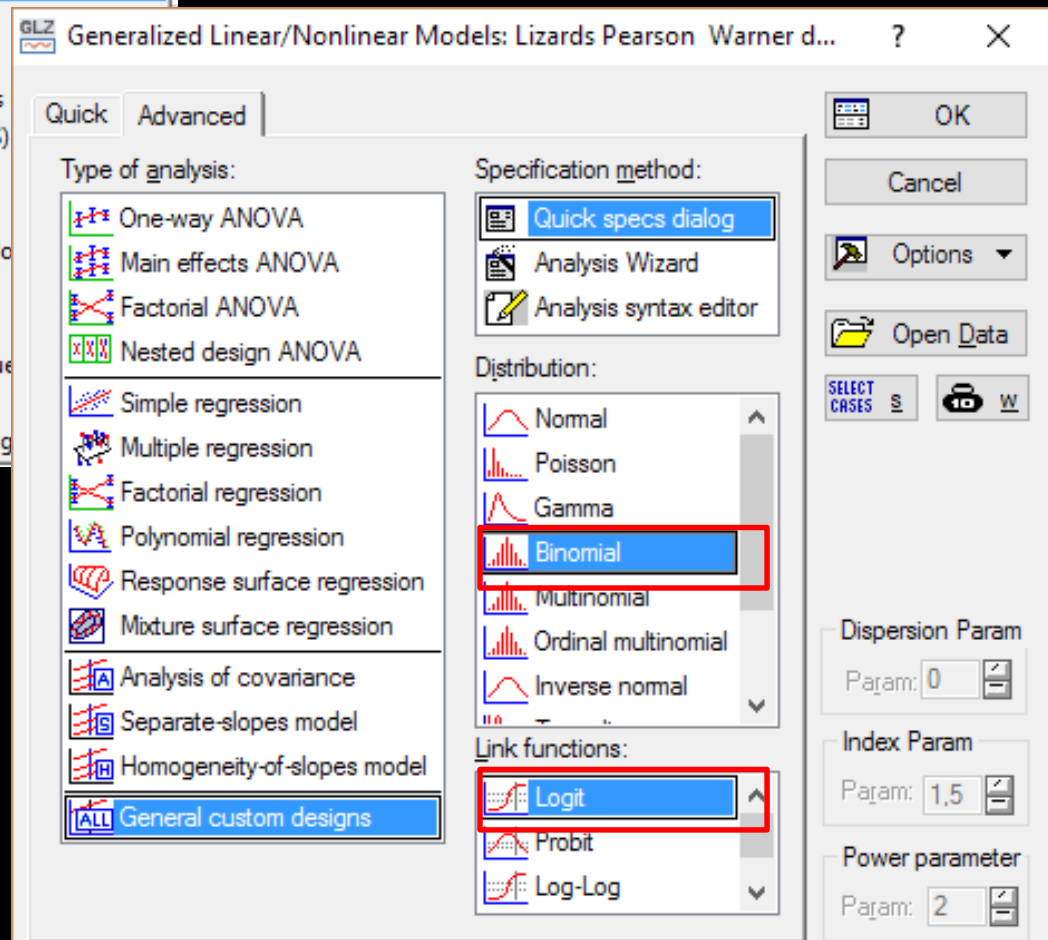 GLZ Generalized Linear/Nonlinear Models: Lizards Pearson Warner d... ?
Quick Advanced
Type of analysis:
One-way ANOVA
Main effects ANOVA
Factorial ANOVA
Nested design ANOVA
Simple regression
Multiple regression
Factorial regression
Polynomial regression
Response surface regression
Mixture surface regression
Analysis of covariance
Separate-slopes model
Homogeneity-of-slopes model
ALL General custom designs
Specification method:
Quick specs dialog
Analysis Wizard
Analysis syntax editor
Distribution:
Normal
Poisson
Gamma
Binomial
Multinomial
Ordinal multinomial
Inverse normal
Link functions:
Logit
Probit
Log-Log
OK
Cancel
Options
Open Data
SELECT CASES S W
Dispersion Param
Param: 0
Index Param
Param: 1,5
Power parameter
Param: 2